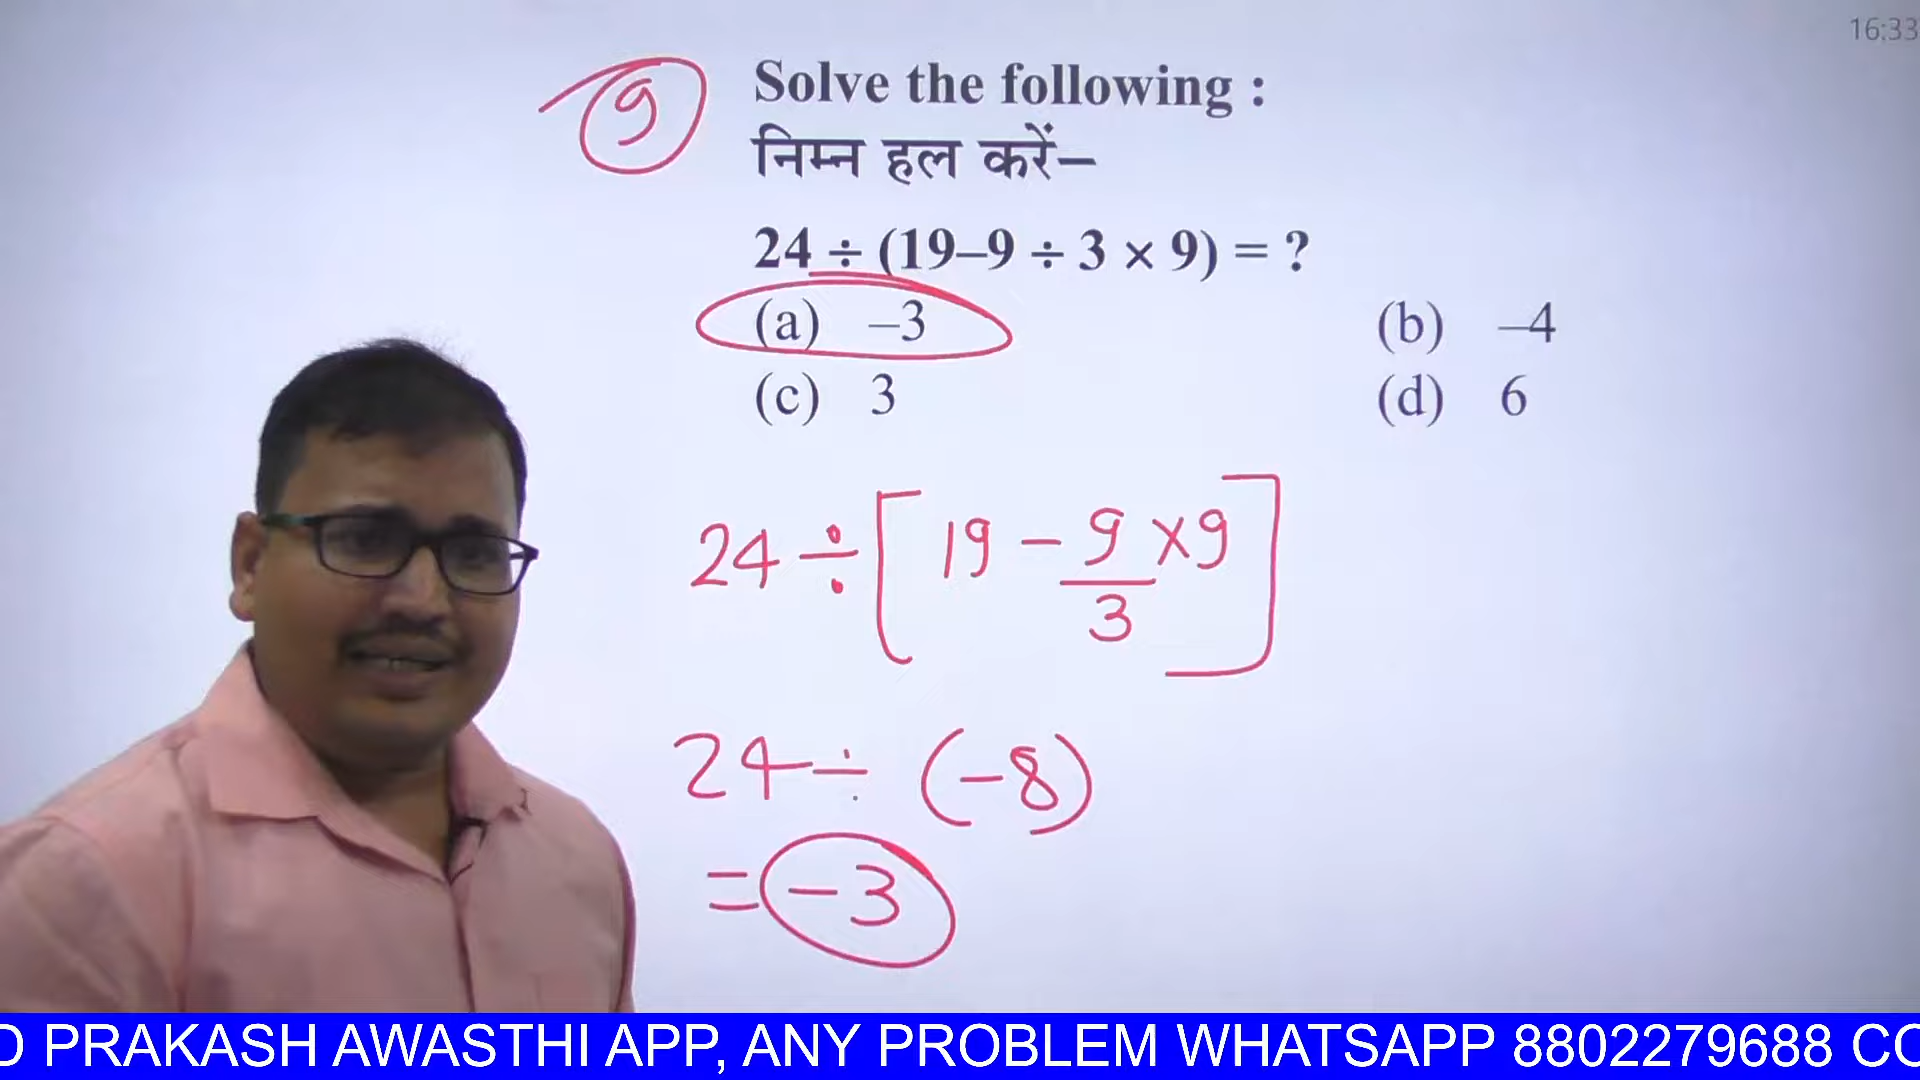 16:33
9
Solve the following :
निम्न हल करें–
24 ÷ (19–9 ÷ 3 × 9) = ?
(a) –3
(b) –4
(c) 3
(d) 6
24 ÷ [19 - 9/3 × 9]
24 ÷ (-8)
= -3
D PRAKASH AWASTHI APP, ANY PROBLEM WHATSAPP 8802279688 CO